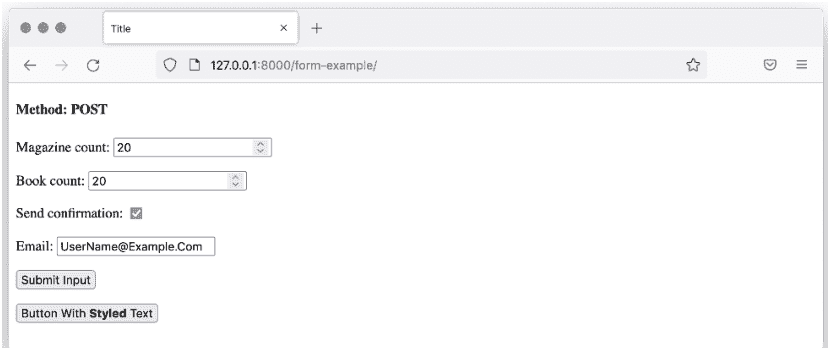 Title
127.0.0.1:8000/form-example/
Method: POST
Magazine count: 20
Book count: 20
Send confirmation:
Email: UserName@Example.Com
Submit Input
Button With Styled Text